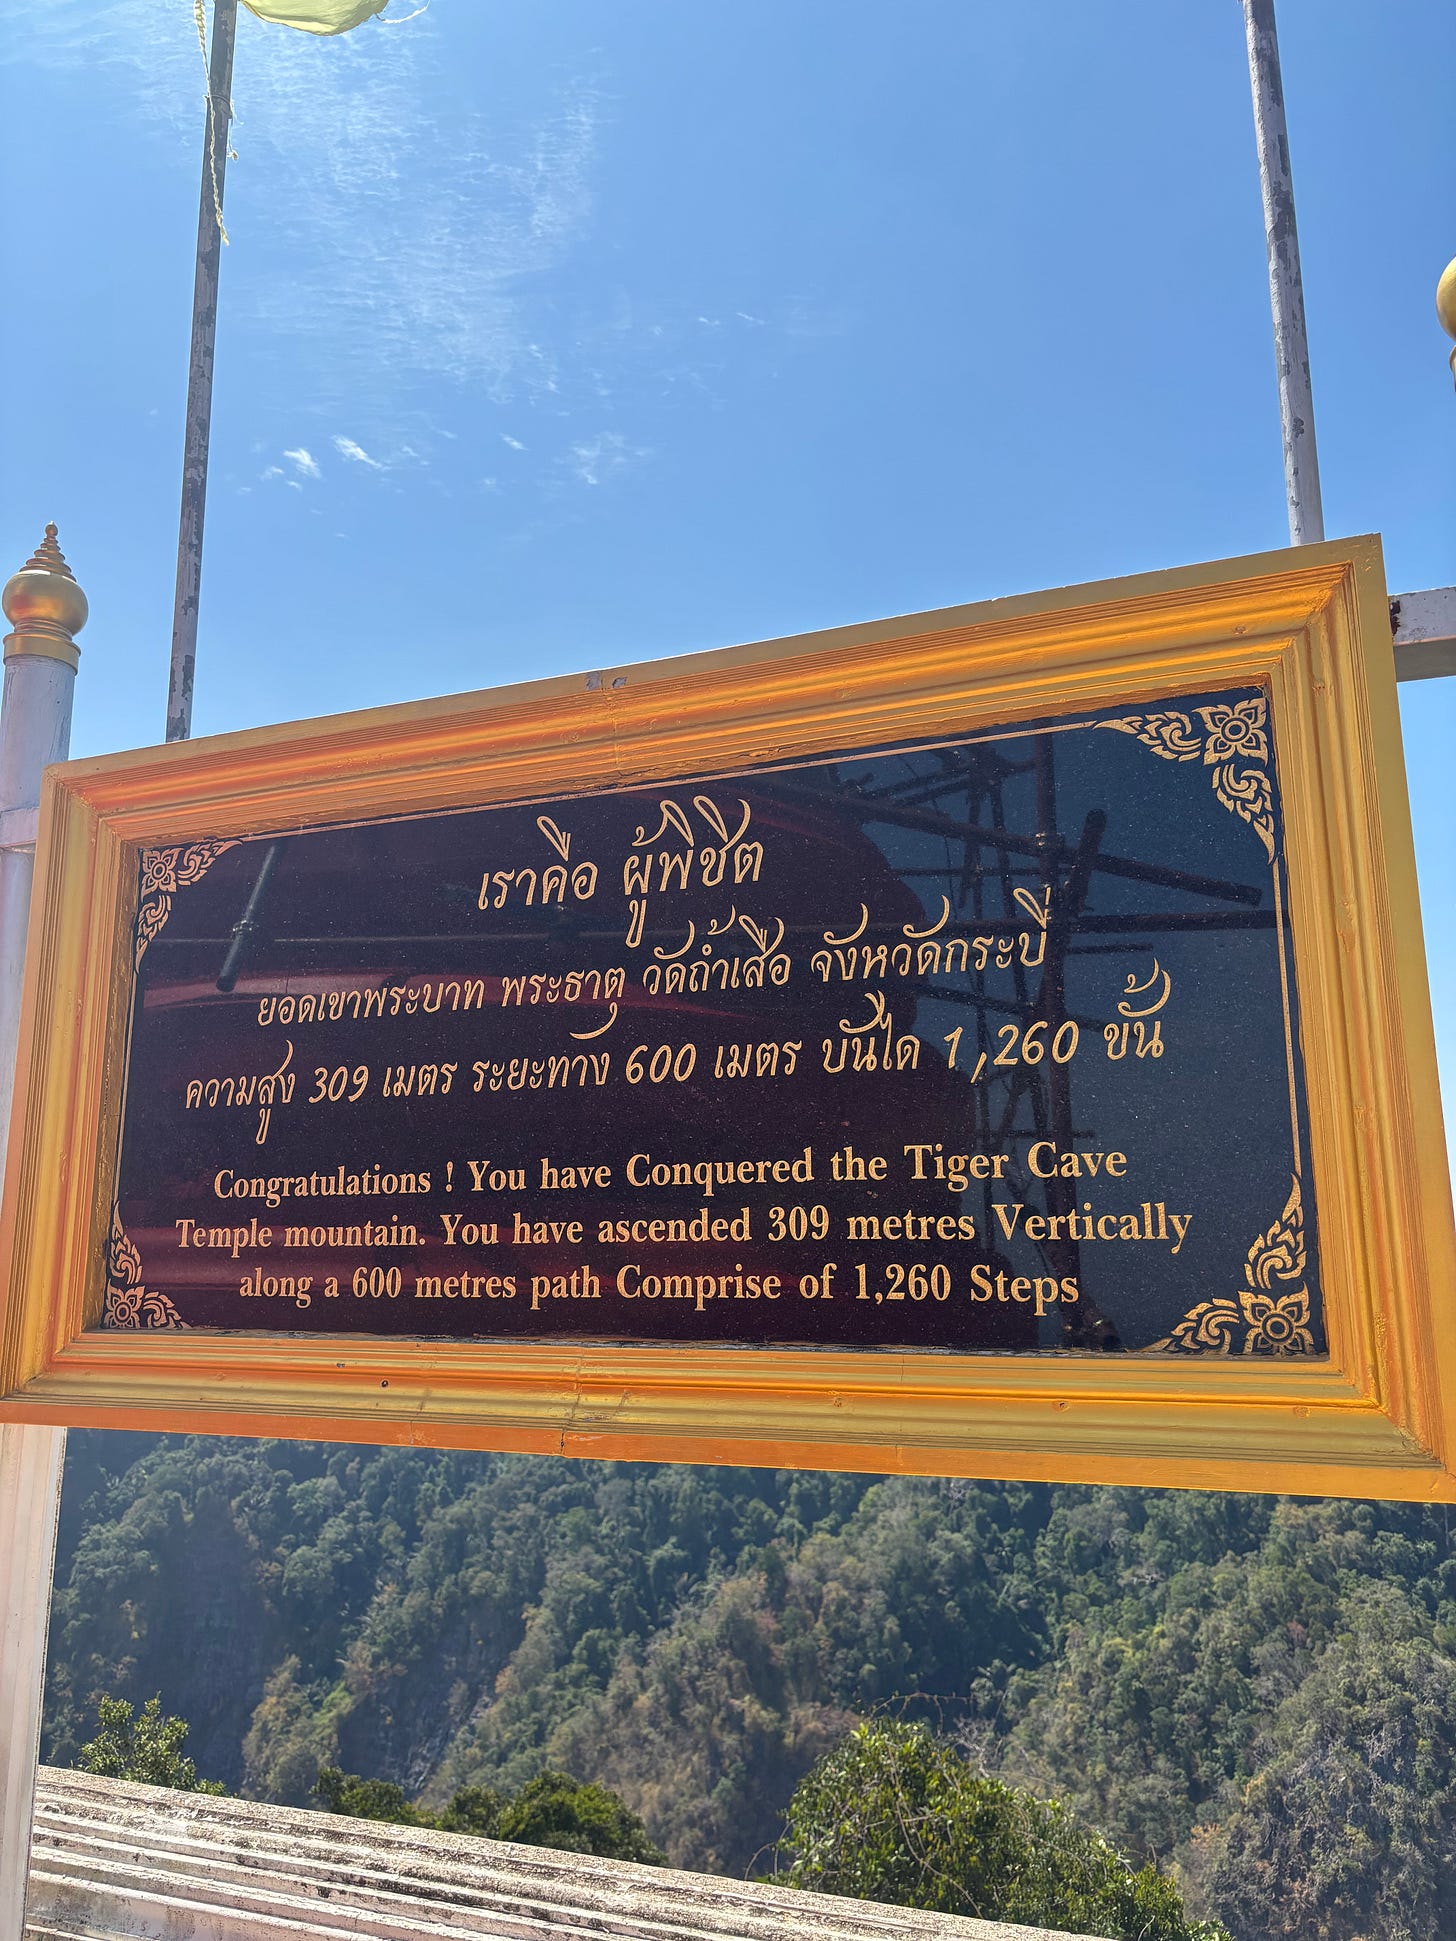 เราคือ ผู้พิชิต
ยอดเขาพระบาท พระธาตุ วัดถ้ำเสือ จังหวัดกระบี่
ความสูง 309 เมตร ระยะทาง 600 เมตร บันได 1,260 ขั้น
Congratulations ! You have Conquered the Tiger Cave
Temple mountain. You have ascended 309 metres Vertically
along a 600 metres path Comprise of 1,260 Steps